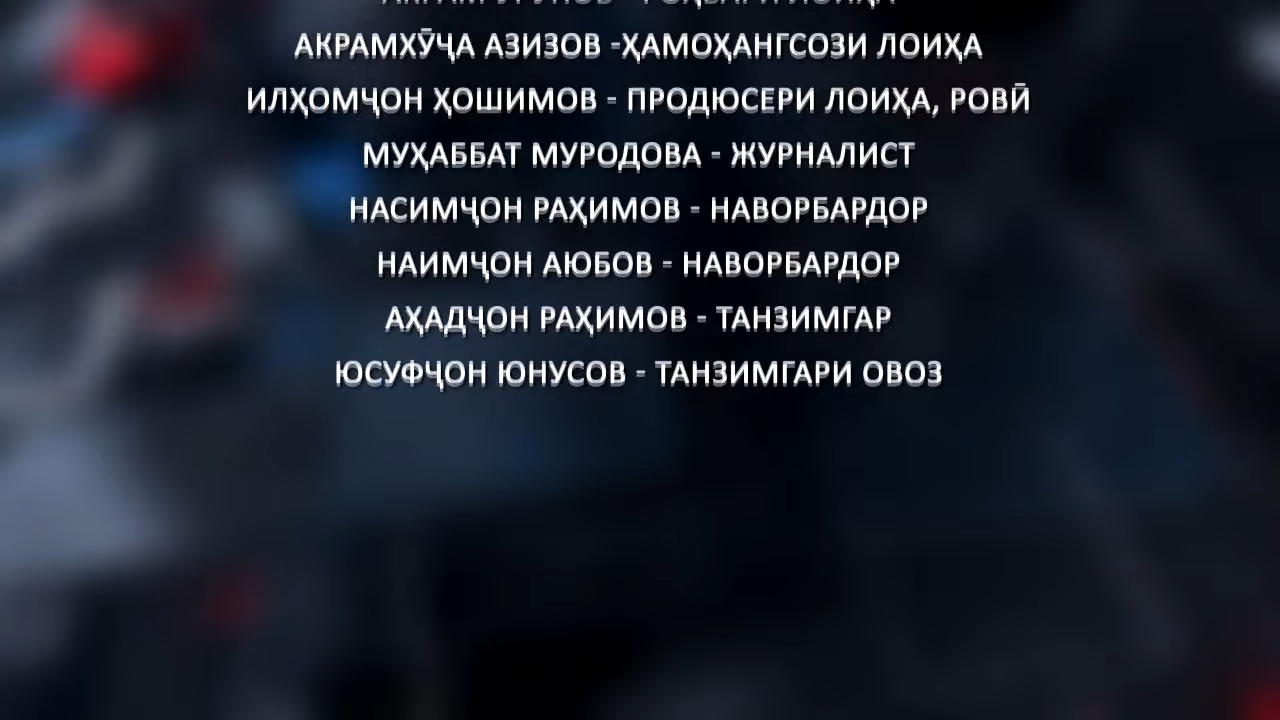 АКРАМХӮҶА АЗИЗОВ -ҲАМОҲАНГСОЗИ ЛОИҲА
ИЛҲОМҶОН ҲОШИМОВ - ПРОДЮСЕРИ ЛОИҲА, РОВӢ
МУҲАББАТ МУРОДОВА - ЖУРНАЛИСТ
НАСИМҶОН РАҲИМОВ - НАВОРБАРДОР
НАИМҶОН АЮБОВ - НАВОРБАРДОР
АҲАДҶОН РАҲИМОВ - ТАНЗИМГАР
ЮСУФҶОН ЮНУСОВ - ТАНЗИМГАРИ ОВОЗ